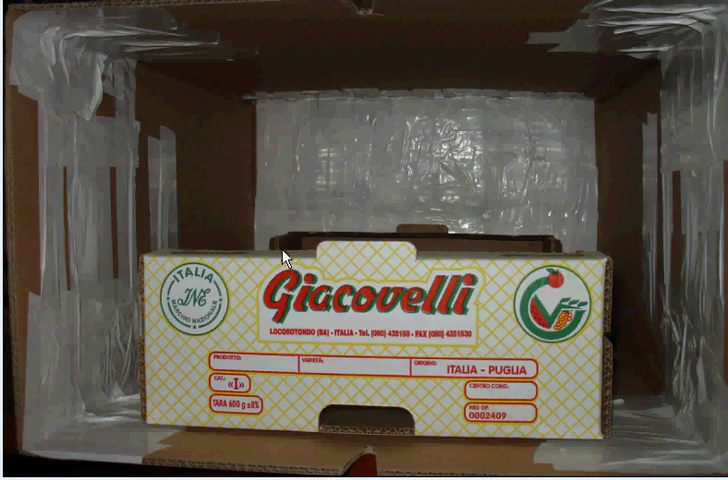 ITALIA
INE
MARCHIO NAZIONALE
Giacovelli
LOCOROTONDO (BA) - ITALIA - Tel. (080) 435150 - FAX (080) 4351530
PRODOTTO:
VARIETÀ:
ORIGINE:
ITALIA - PUGLIA
CAT.:
«I»
CENTRO COND.
TARA 600 g ±8%
REG OP.
0002409